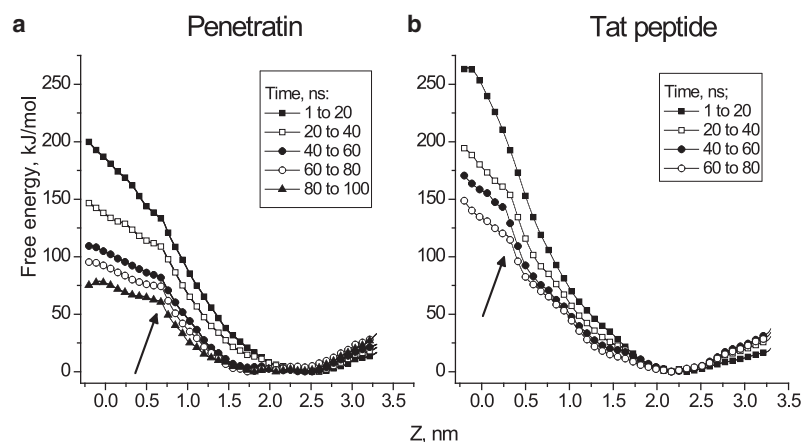 a Penetratin
b Tat peptide
Free energy, kJ/mol
250
200
150
100
50
0
Time, ns:
1 to 20
20 to 40
40 to 60
60 to 80
80 to 100
0.0 0.5 1.0 1.5 2.0 2.5 3.0 3.5
250
200
150
100
50
0
Time, ns;
1 to 20
20 to 40
40 to 60
60 to 80
0.0 0.5 1.0 1.5 2.0 2.5 3.0 3.5
Z, nm